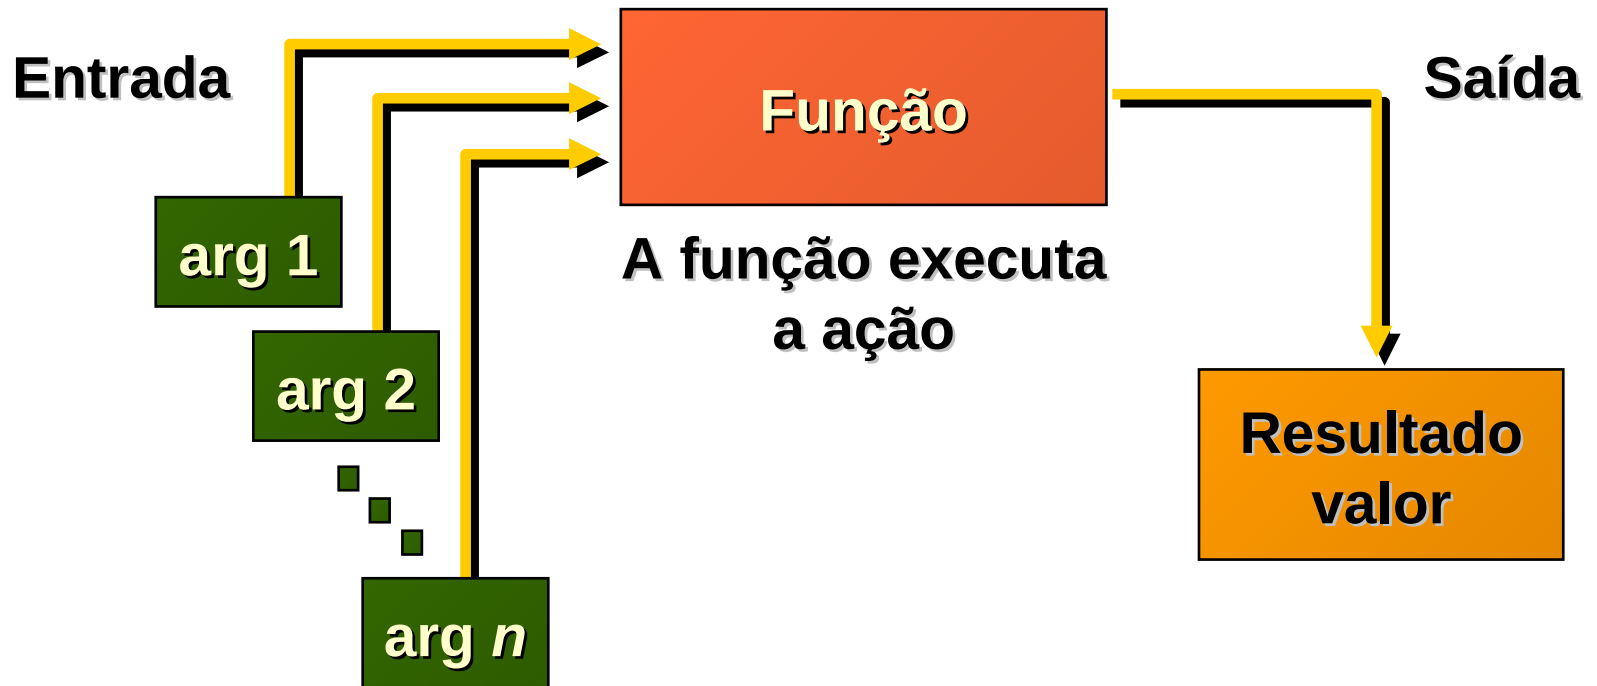 Entrada
Função
Saída
arg 1
A função executa
a ação
arg 2
Resultado
valor
arg n